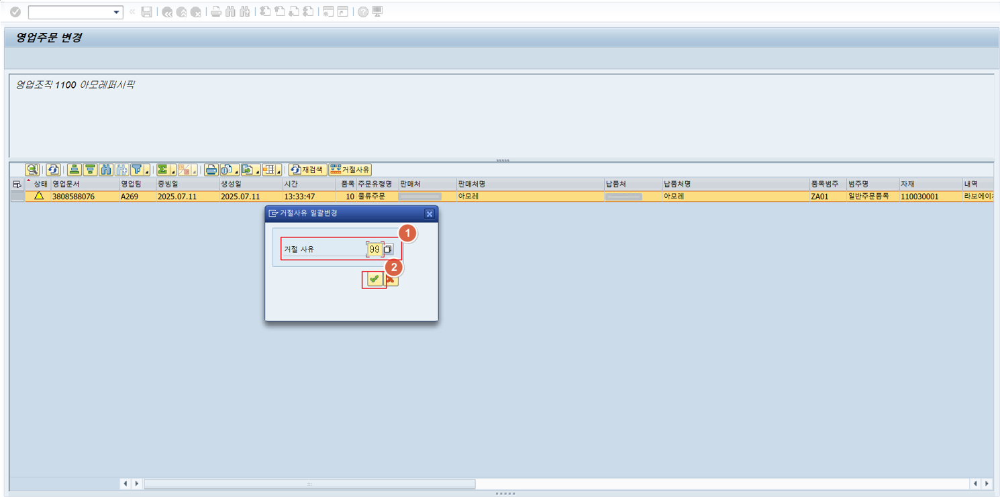 영업주문 변경
영업조직 1100 아모레퍼시픽
재검색 거절사유
상태 영업문서 영업팀 증빙일 생성일 시간 품목 주문유형명 판매처 판매처명 납품처 납품처명 품목범주 범주명 자재 내역
3808588076 A269 2025.07.11 2025.07.11 13:33:47 10 물류주문 아모레 아모레 ZA01 일반주문품목 110030001 라보에이치
거절사유 일괄변경
1
거절 사유 99
2